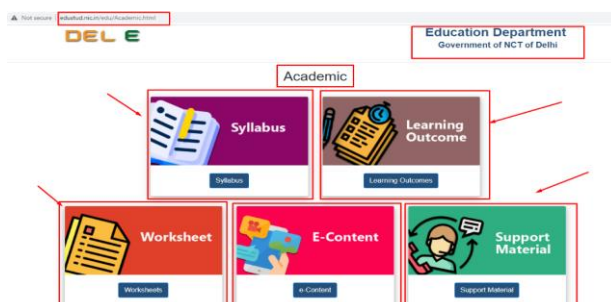 Not secure | edustud.nic.in/edu/Academic.html
DEL E
Education Department
Government of NCT of Delhi
Academic
Syllabus
Learning
Outcome
Syllabus
Learning Outcomes
Worksheet
E-Content
Support
Material
Worksheets
e-Content
Support Material